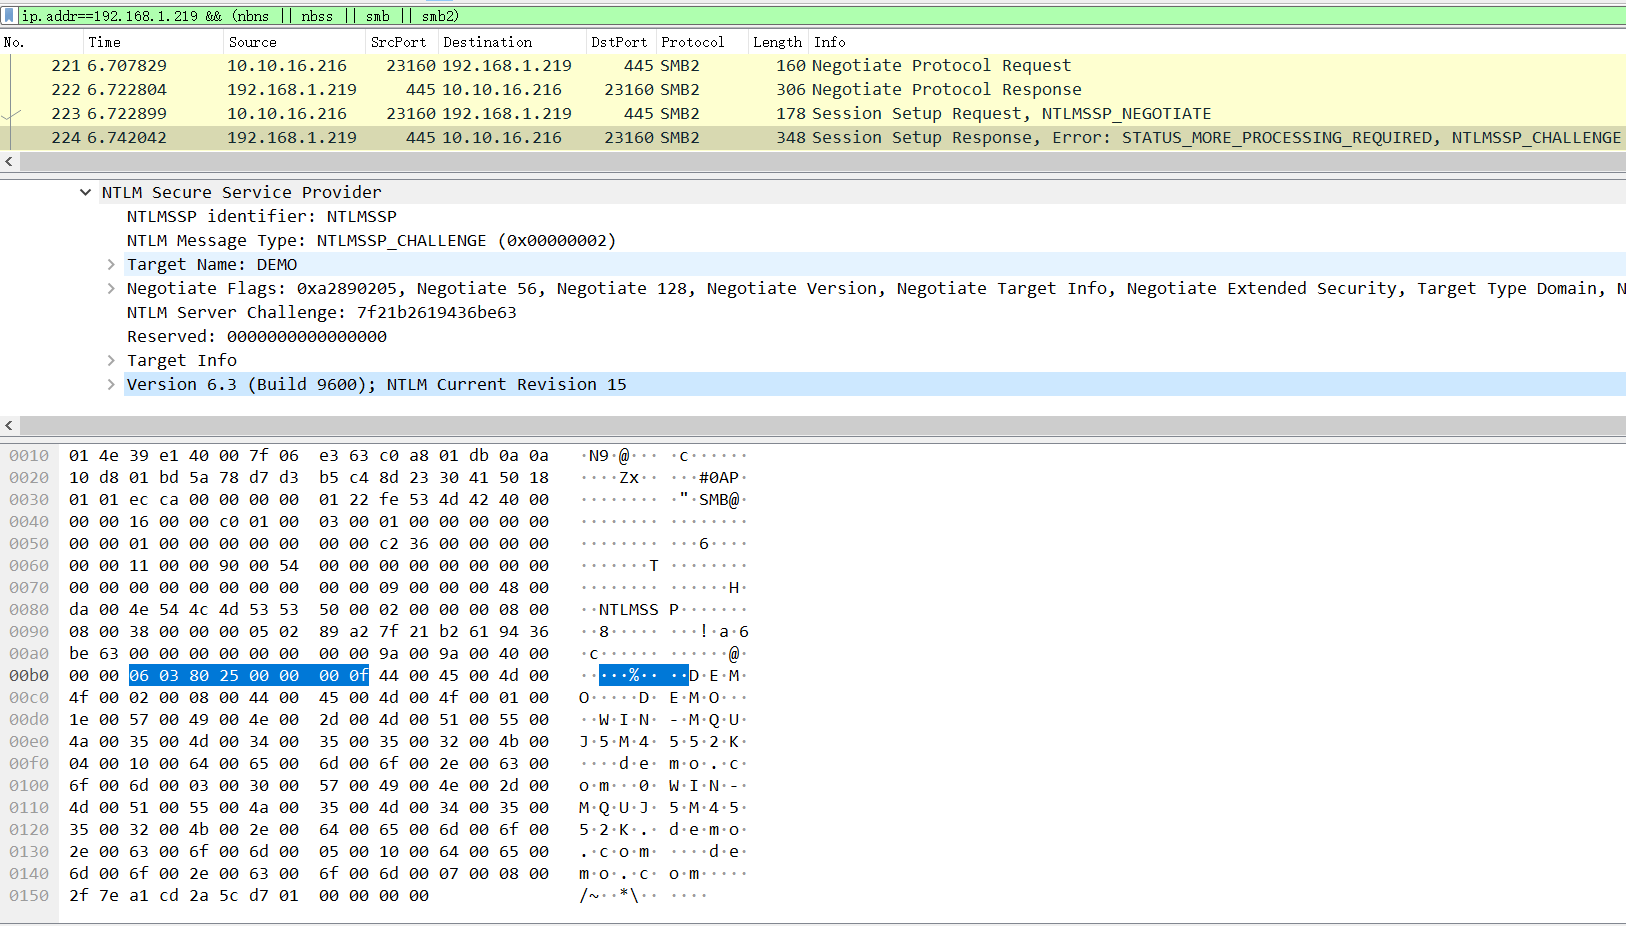 ip.addr==192.168.1.219 && (nbns || nbss || smb || smb2)
No. Time Source SrcPort Destination DstPort Protocol Length Info
221 6.707829 10.10.16.216 23160 192.168.1.219 445 SMB2 160 Negotiate Protocol Request
222 6.722804 192.168.1.219 445 10.10.16.216 23160 SMB2 306 Negotiate Protocol Response
223 6.722899 10.10.16.216 23160 192.168.1.219 445 SMB2 178 Session Setup Request, NTLMSSP_NEGOTIATE
224 6.742042 192.168.1.219 445 10.10.16.216 23160 SMB2 348 Session Setup Response, Error: STATUS_MORE_PROCESSING_REQUIRED, NTLMSSP_CHALLENGE
NTLM Secure Service Provider
NTLMSSP identifier: NTLMSSP
NTLM Message Type: NTLMSSP_CHALLENGE (0x00000002)
Target Name: DEMO
Negotiate Flags: 0xa2890205, Negotiate 56, Negotiate 128, Negotiate Version, Negotiate Target Info, Negotiate Extended Security, Target Type Domain, N
NTLM Server Challenge: 7f21b2619436be63
Reserved: 0000000000000000
Target Info
Version 6.3 (Build 9600); NTLM Current Revision 15
0010 01 4e 39 e1 40 00 7f 06 e3 63 c0 a8 01 db 0a 0a ·N9·@··· ·c······
0020 10 d8 01 bd 5a 78 d7 d3 b5 c4 8d 23 30 41 50 18 ····Zx·· ···#0AP·
0030 01 01 ec ca 00 00 00 00 01 22 fe 53 4d 42 40 00 ········ ·"·SMB@·
0040 00 00 16 00 00 c0 01 00 03 00 01 00 00 00 00 00 ········ ········
0050 00 00 01 00 00 00 00 00 00 00 c2 36 00 00 00 00 ········ ···6····
0060 00 00 11 00 00 90 00 54 00 00 00 00 00 00 00 00 ·······T ········
0070 00 00 00 00 00 00 00 00 00 00 09 00 00 00 48 00 ········ ······H·
0080 da 00 4e 54 4c 4d 53 53 50 00 02 00 00 00 08 00 ··NTLMSS P·······
0090 08 00 38 00 00 00 05 02 89 a2 7f 21 b2 61 94 36 ··8····· ···!·a·6
00a0 be 63 00 00 00 00 00 00 00 00 9a 00 9a 00 40 00 ·c······ ······@·
00b0 00 00 06 03 80 25 00 00 00 0f 44 00 45 00 4d 00 ·····%·· ··D·E·M·
00c0 4f 00 02 00 08 00 44 00 45 00 4d 00 4f 00 01 00 O·····D· E·M·O···
00d0 1e 00 57 00 49 00 4e 00 2d 00 4d 00 51 00 55 00 ··W·I·N· -·M·Q·U·
00e0 4a 00 35 00 4d 00 34 00 35 00 35 00 32 00 4b 00 J·5·M·4· 5·5·2·K·
00f0 04 00 10 00 64 00 65 00 6d 00 6f 00 2e 00 63 00 ····d·e· m·o·.·c·
0100 6f 00 6d 00 03 00 30 00 57 00 49 00 4e 00 2d 00 o·m···0· W·I·N·-·
0110 4d 00 51 00 55 00 4a 00 35 00 4d 00 34 00 35 00 M·Q·U·J· 5·M·4·5·
0120 35 00 32 00 4b 00 2e 00 64 00 65 00 6d 00 6f 00 5·2·K·.· d·e·m·o·
0130 2e 00 63 00 6f 00 6d 00 05 00 10 00 64 00 65 00 .·c·o·m· ····d·e·
0140 6d 00 6f 00 2e 00 63 00 6f 00 6d 00 07 00 08 00 m·o·.·c· o·m·····
0150 2f 7e a1 cd 2a 5c d7 01 00 00 00 00 /~··*\·· ····